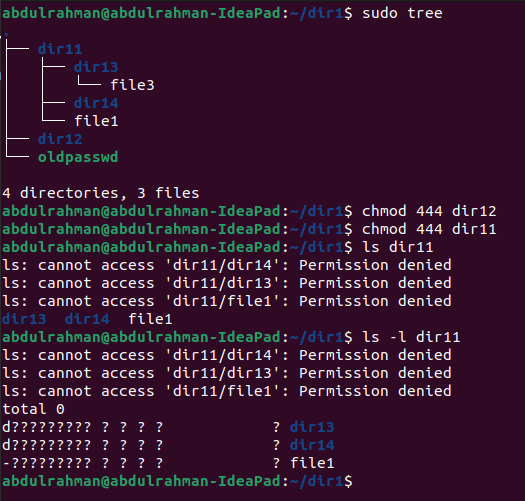 abdulrahman@abdulrahman-IdeaPad:~/dir1$ sudo tree
.
├── dir11
│   ├── dir13
│   │   └── file3
│   ├── dir14
│   └── file1
├── dir12
└── oldpasswd
4 directories, 3 files
abdulrahman@abdulrahman-IdeaPad:~/dir1$ chmod 444 dir12
abdulrahman@abdulrahman-IdeaPad:~/dir1$ chmod 444 dir11
abdulrahman@abdulrahman-IdeaPad:~/dir1$ ls dir11
ls: cannot access 'dir11/dir14': Permission denied
ls: cannot access 'dir11/dir13': Permission denied
ls: cannot access 'dir11/file1': Permission denied
dir13  dir14  file1
abdulrahman@abdulrahman-IdeaPad:~/dir1$ ls -l dir11
ls: cannot access 'dir11/dir14': Permission denied
ls: cannot access 'dir11/dir13': Permission denied
ls: cannot access 'dir11/file1': Permission denied
total 0
d????????? ? ? ? ?            ? dir13
d????????? ? ? ? ?            ? dir14
-????????? ? ? ? ?            ? file1
abdulrahman@abdulrahman-IdeaPad:~/dir1$